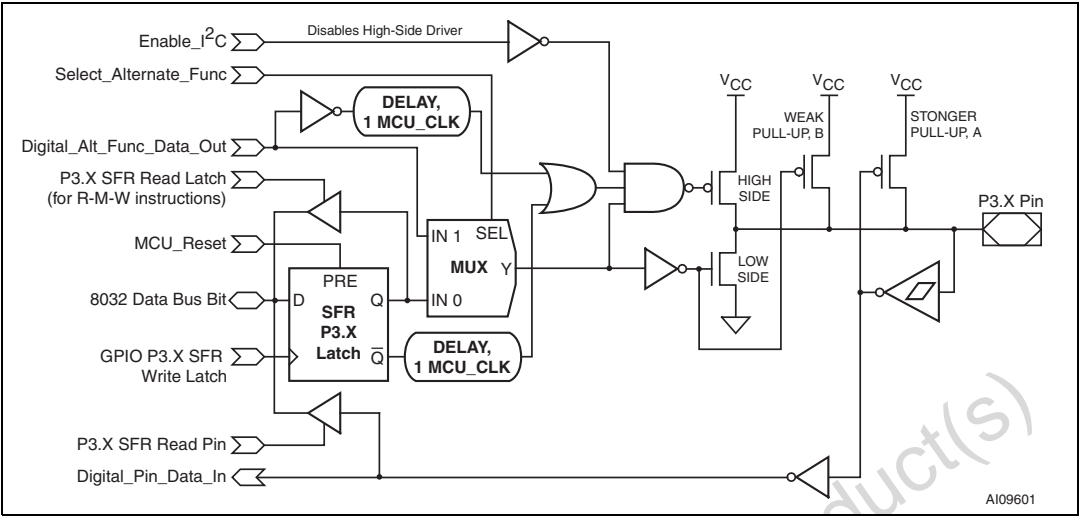 Enable_I2C
Disables High-Side Driver
Select_Alternate_Func
DELAY,
1 MCU_CLK
Digital_Alt_Func_Data_Out
P3.X SFR Read Latch
(for R-M-W instructions)
MCU_Reset
8032 Data Bus Bit
GPIO P3.X SFR
Write Latch
P3.X SFR Read Pin
Digital_Pin_Data_In
PRE
D
Q
SFR
P3.X
Latch
Q
IN 1
SEL
MUX
Y
IN 0
DELAY,
1 MCU_CLK
VCC
HIGH
SIDE
LOW
SIDE
VCC
WEAK
PULL-UP, B
VCC
STONGER
PULL-UP, A
P3.X Pin
AI09601
duct(s)